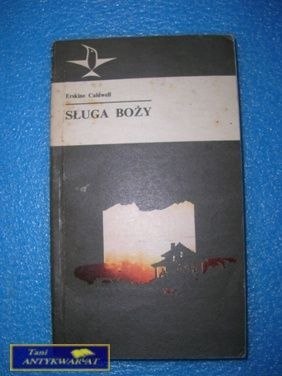 Erskine Caldwell
SŁUGA BOŻY
Tani
ANTYKWARIAT